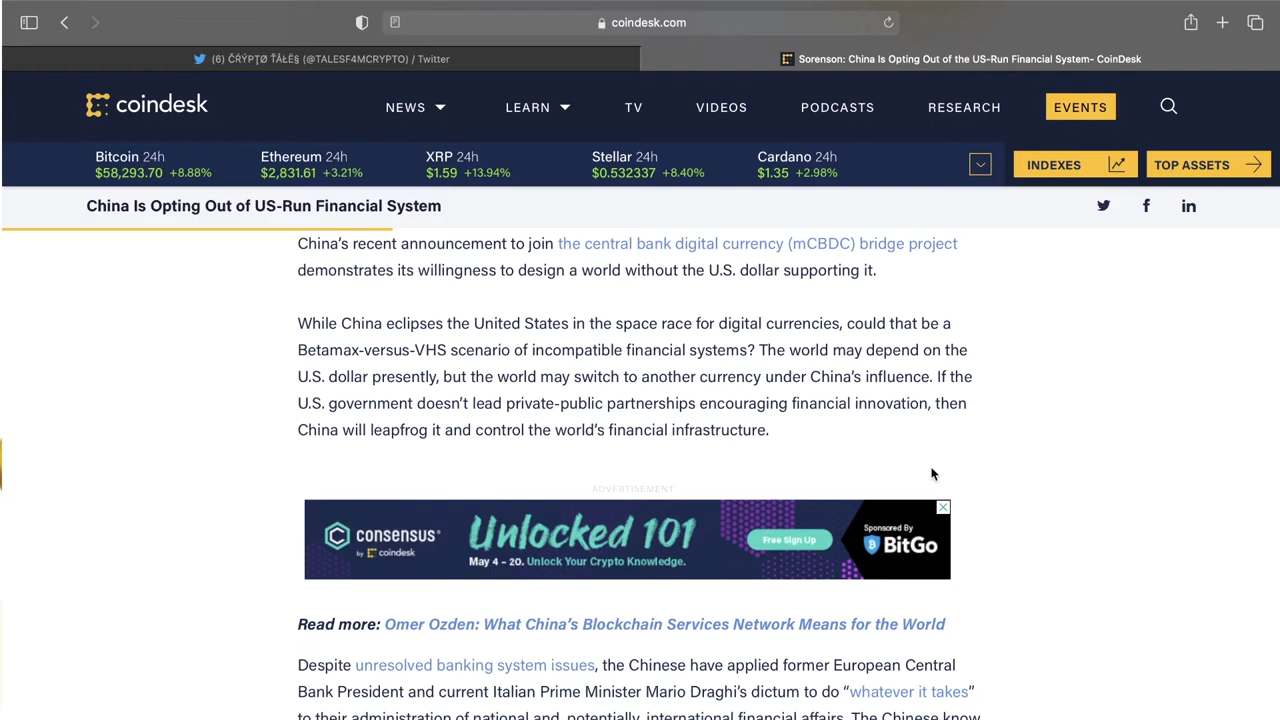 coindesk.com
(6) ČŔÝPŢØ ŤÅŁË§ (@TALESF4MCRYPTO) / Twitter
Sorenson: China Is Opting Out of the US-Run Financial System- CoinDesk
coindesk
NEWS
LEARN
TV
VIDEOS
PODCASTS
RESEARCH
EVENTS
Bitcoin 24h
$58,293.70 +8.88%
Ethereum 24h
$2,831.61 +3.21%
XRP 24h
$1.59 +13.94%
Stellar 24h
$0.532337 +8.40%
Cardano 24h
$1.35 +2.98%
INDEXES
TOP ASSETS
China Is Opting Out of US-Run Financial System
China's recent announcement to join the central bank digital currency (mCBDC) bridge project
demonstrates its willingness to design a world without the U.S. dollar supporting it.
While China eclipses the United States in the space race for digital currencies, could that be a
Betamax-versus-VHS scenario of incompatible financial systems? The world may depend on the
U.S. dollar presently, but the world may switch to another currency under China's influence. If the
U.S. government doesn't lead private-public partnerships encouraging financial innovation, then
China will leapfrog it and control the world's financial infrastructure.
ADVERTISEMENT
consensus
by coindesk
Unlocked 101
May 4 – 20. Unlock Your Crypto Knowledge.
Free Sign Up
Sponsored By
BitGo
Read more: Omer Ozden: What China's Blockchain Services Network Means for the World
Despite unresolved banking system issues, the Chinese have applied former European Central
Bank President and current Italian Prime Minister Mario Draghi's dictum to do “whatever it takes”
to their administration of national and, potentially, international financial affairs. The Chinese know